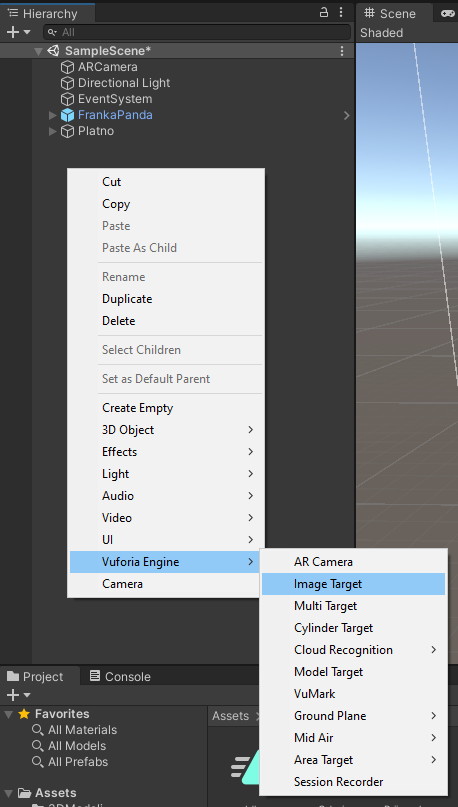 Hierarchy
Scene
All
Shaded
SampleScene*
ARCamera
Directional Light
EventSystem
FrankaPanda
Platno
Cut
Copy
Paste
Paste As Child
Rename
Duplicate
Delete
Select Children
Set as Default Parent
Create Empty
3D Object
Effects
Light
Audio
Video
UI
Vuforia Engine
Camera
AR Camera
Image Target
Multi Target
Cylinder Target
Cloud Recognition
Model Target
VuMark
Ground Plane
Mid Air
Area Target
Session Recorder
Project
Console
Favorites
All Materials
All Models
All Prefabs
Assets
Assets